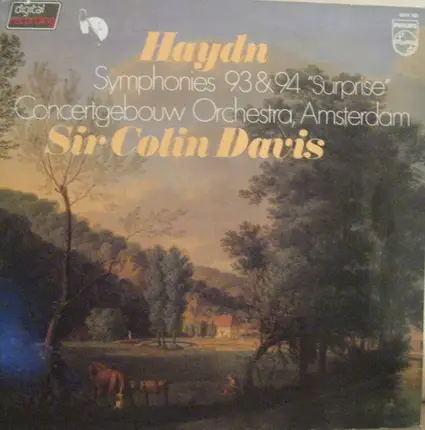 digital
recording
PHILIPS
Haydn
Symphonies 93 & 94 "Surprise"
Concertgebouw Orchestra, Amsterdam
Sir Colin Davis